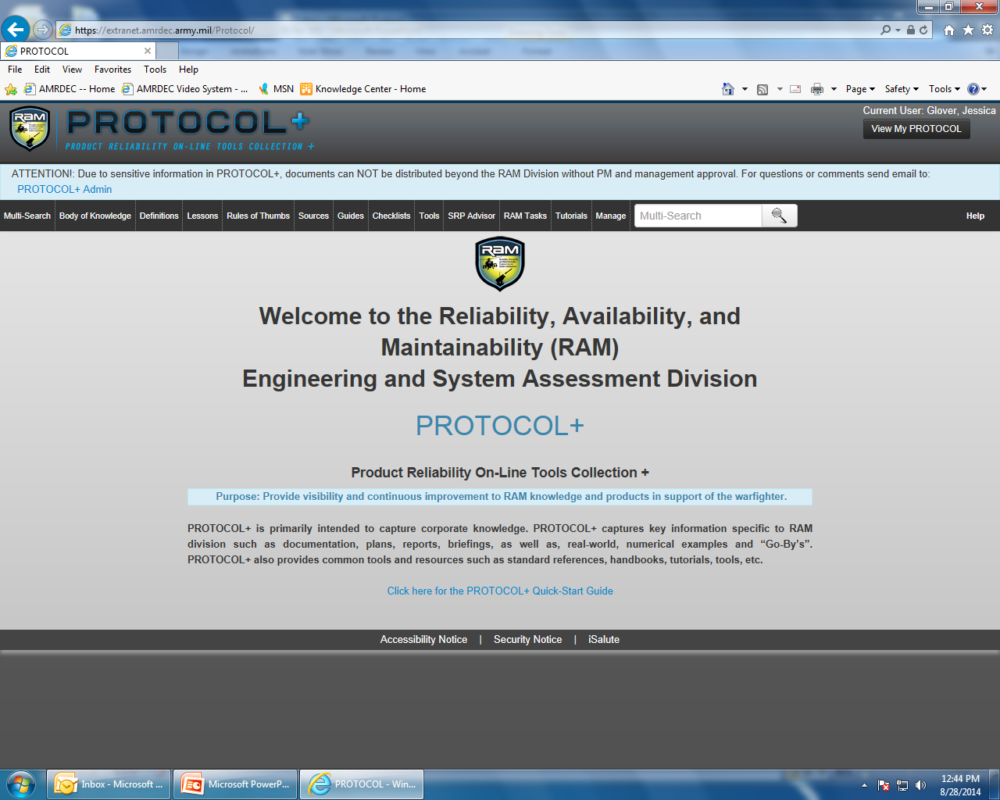 https://extranet.amrdec.army.mil/Protocol/
PROTOCOL
File Edit View Favorites Tools Help
AMRDEC -- Home AMRDEC Video System - ... MSN Knowledge Center - Home Page Safety Tools
RAM PROTOCOL+
PRODUCT RELIABILITY ON-LINE TOOLS COLLECTION +
Current User: Glover, Jessica
View My PROTOCOL
ATTENTION!: Due to sensitive information in PROTOCOL+, documents can NOT be distributed beyond the RAM Division without PM and management approval. For questions or comments send email to:
PROTOCOL+ Admin
Multi-Search Body of Knowledge Definitions Lessons Rules of Thumbs Sources Guides Checklists Tools SRP Advisor RAM Tasks Tutorials Manage Multi-Search Help
RAM
Welcome to the Reliability, Availability, and
Maintainability (RAM)
Engineering and System Assessment Division
PROTOCOL+
Product Reliability On-Line Tools Collection +
Purpose: Provide visibility and continuous improvement to RAM knowledge and products in support of the warfighter.
PROTOCOL+ is primarily intended to capture corporate knowledge. PROTOCOL+ captures key information specific to RAM
division such as documentation, plans, reports, briefings, as well as, real-world, numerical examples and “Go-By’s”.
PROTOCOL+ also provides common tools and resources such as standard references, handbooks, tutorials, tools, etc.
Click here for the PROTOCOL+ Quick-Start Guide
Accessibility Notice | Security Notice | iSalute
Inbox - Microsoft ... Microsoft PowerP... PROTOCOL - Win...
12:44 PM
8/28/2014